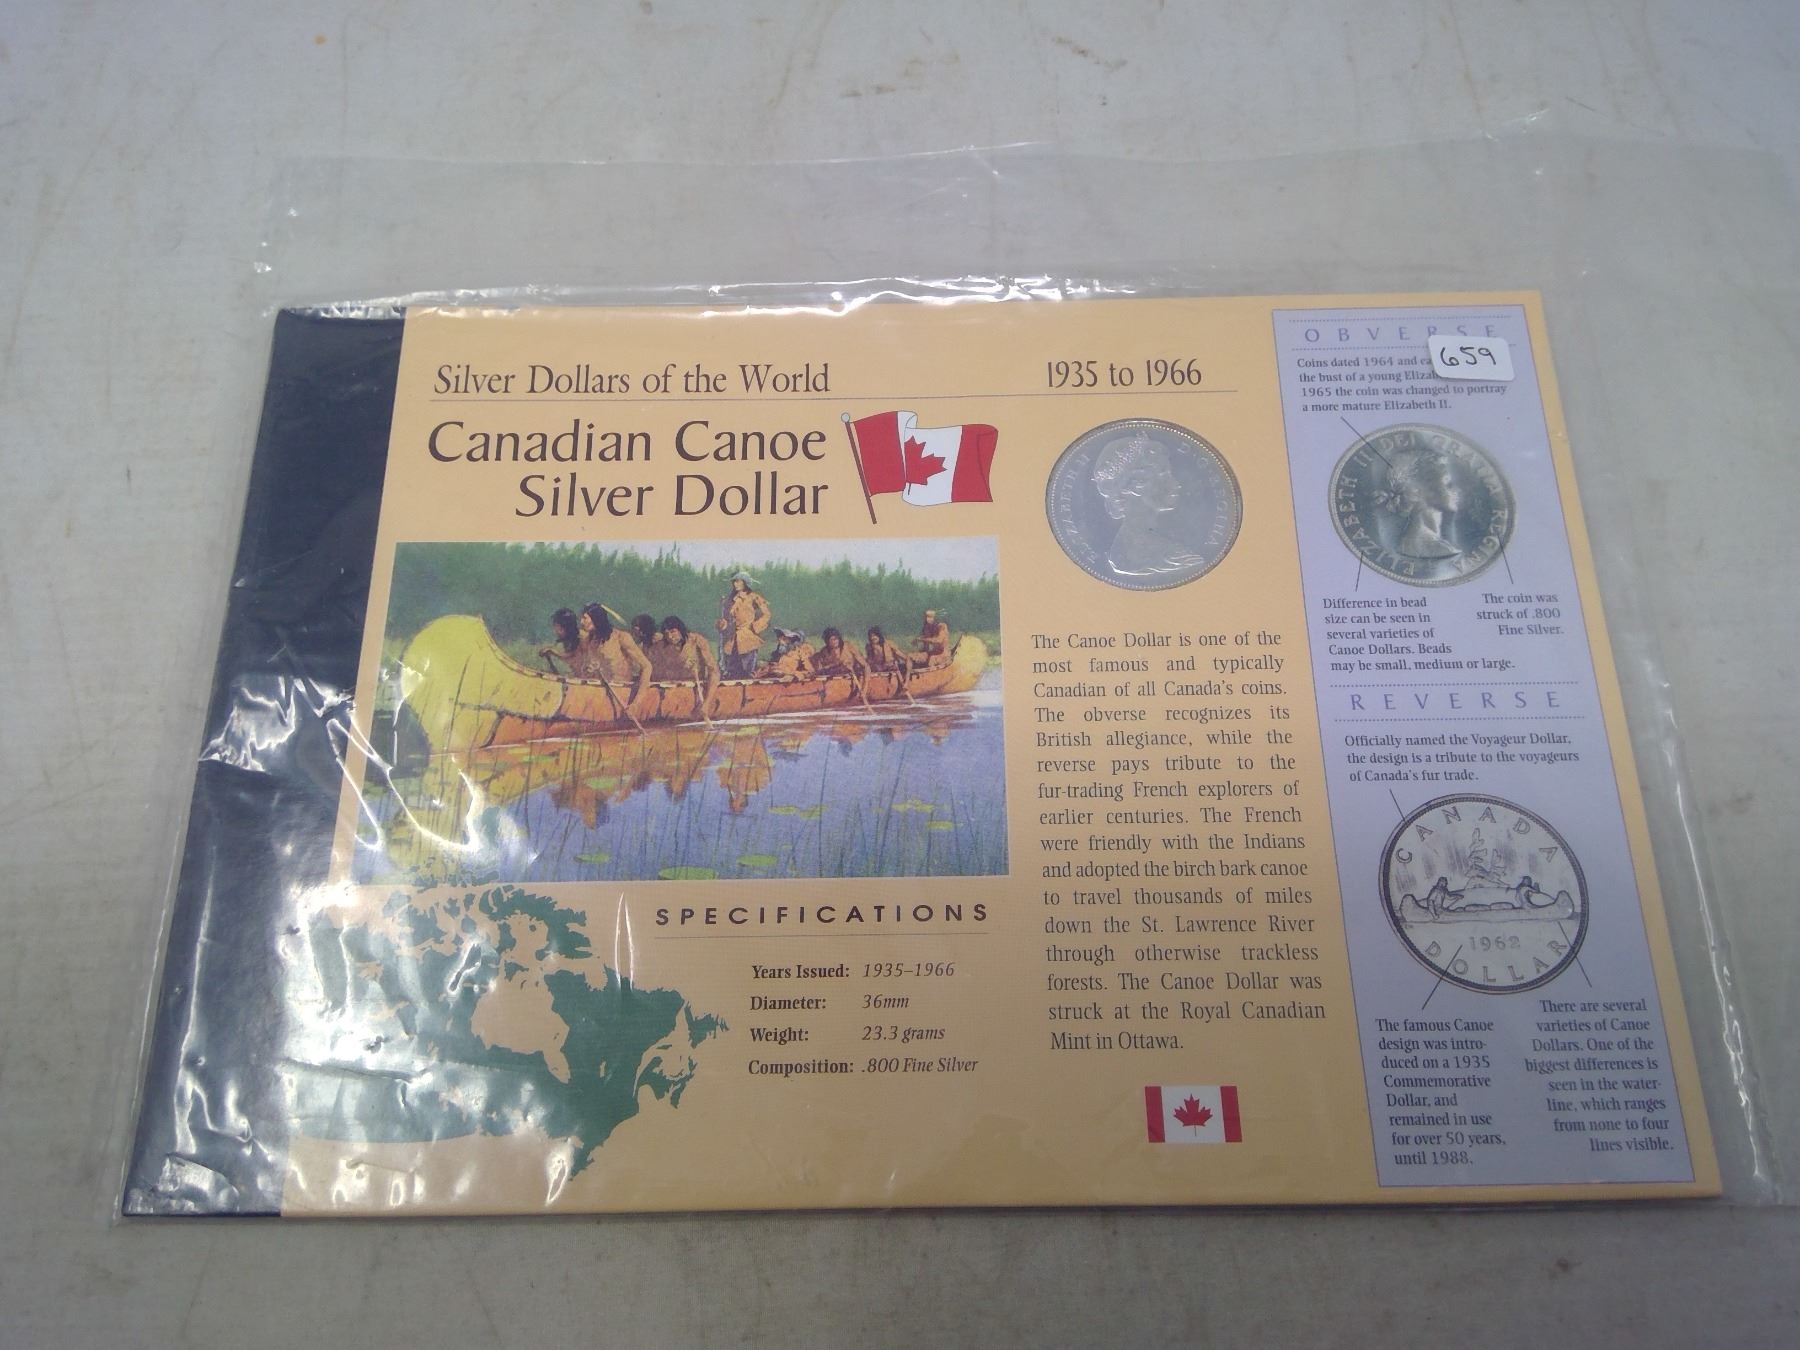 Silver Dollars of the World
1935 to 1966
Canadian Canoe
Silver Dollar
ELIZABETH II D·G·REGINA
The Canoe Dollar is one of the
most famous and typically
Canadian of all Canada's coins.
The obverse recognizes its
British allegiance, while the
reverse pays tribute to the
fur-trading French explorers of
earlier centuries. The French
were friendly with the Indians
and adopted the birch bark canoe
to travel thousands of miles
down the St. Lawrence River
through otherwise trackless
forests. The Canoe Dollar was
struck at the Royal Canadian
Mint in Ottawa.
SPECIFICATIONS
Years Issued: 1935–1966
Diameter: 36mm
Weight: 23.3 grams
Composition: .800 Fine Silver
OBVERSE
659
Coins dated 1964 and
the bust of a young
1965 the coin was changed to portray
a more mature Elizabeth II.
ELIZABETH II DEI GRATIA REGINA
Difference in bead
size can be seen in
several varieties of
Canoe Dollars. Beads
may be small, medium or large.
The coin was
struck of .800
Fine Silver.
REVERSE
Officially named the Voyageur Dollar,
the design is a tribute to the voyageurs
of Canada's fur trade.
CANADA
1962
DOLLAR
The famous Canoe
design was intro-
duced on a 1935
Commemorative
Dollar, and
remained in use
for over 50 years,
until 1988.
There are several
varieties of Canoe
Dollars. One of the
biggest differences is
seen in the water-
line, which ranges
from none to four
lines visible.